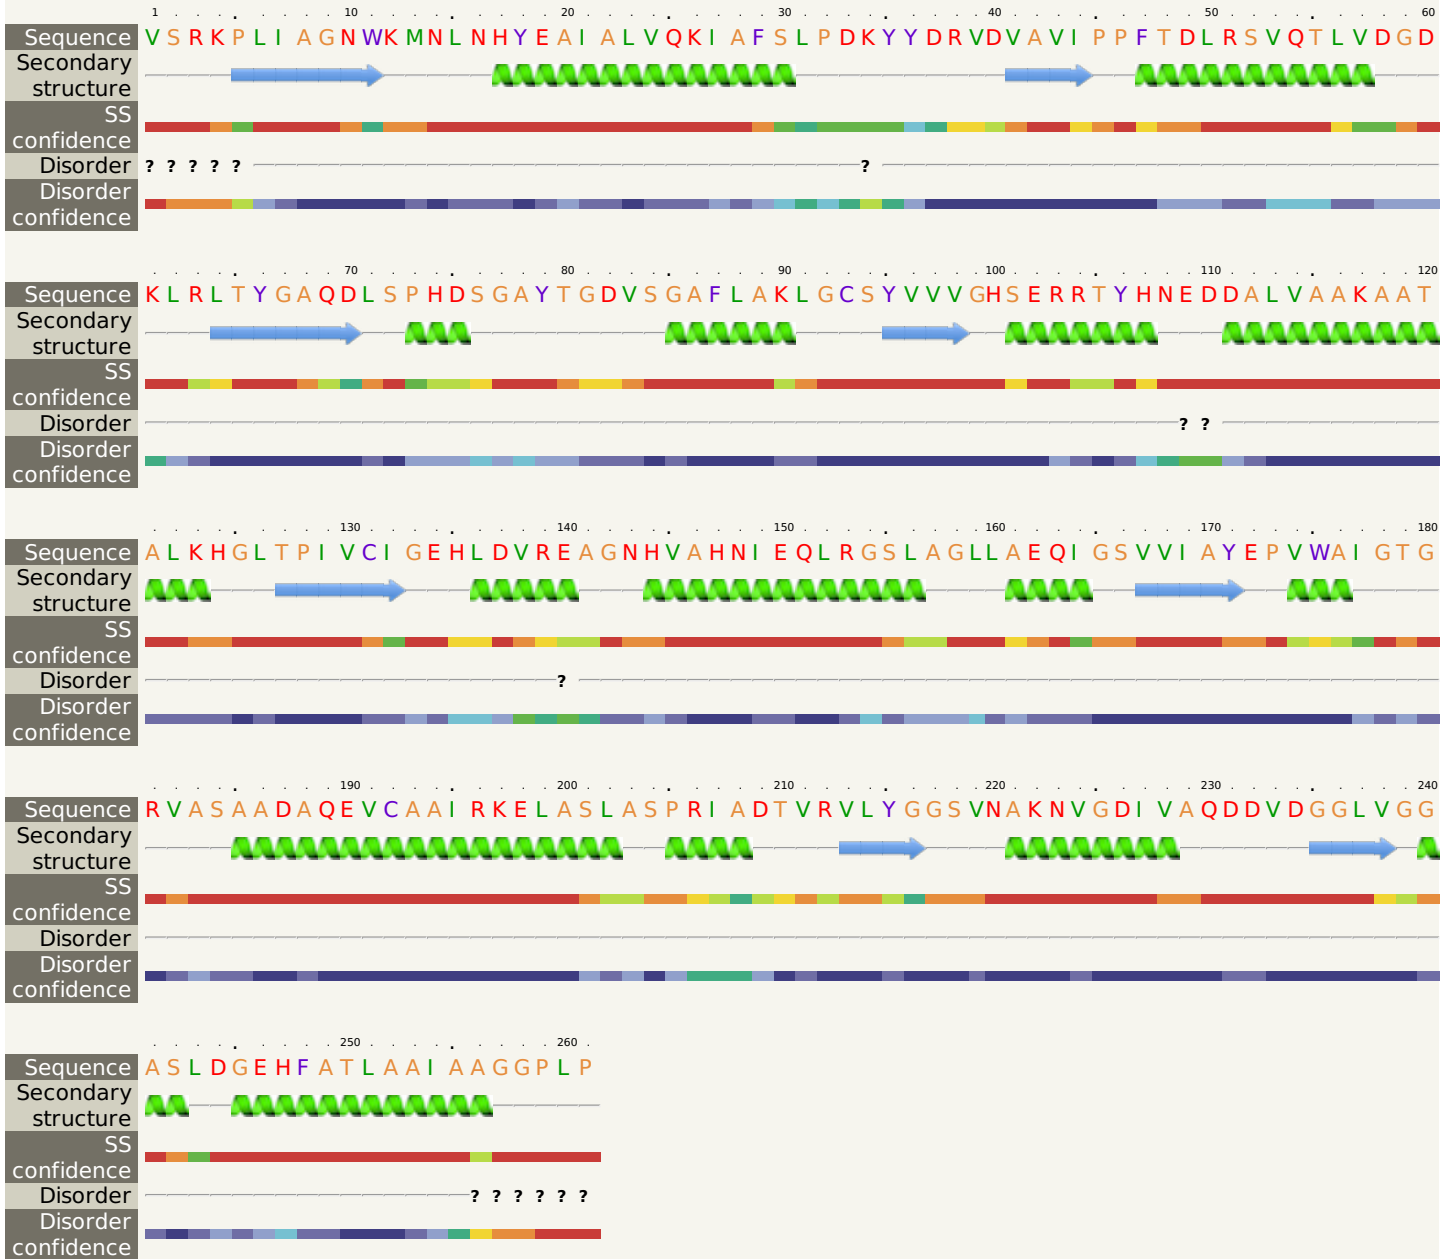 1 10 20 30 40 50 60
Sequence V S R K P L I A G N W K M N L N H Y E A I A L V Q K I A F S L P D K Y Y D R V D V A V I P P F T D L R S V Q T L V D G D
Secondary
structure
SS
confidence
Disorder ? ? ? ? ? ?
Disorder
confidence
70 80 90 100 110 120
Sequence K L R L T Y G A Q D L S P H D S G A Y T G D V S G A F L A K L G C S Y V V V G H S E R R T Y H N E D D A L V A A K A A T
Secondary
structure
SS
confidence
Disorder ? ?
Disorder
confidence
130 140 150 160 170 180
Sequence A L K H G L T P I V C I G E H L D V R E A G N H V A H N I E Q L R G S L A G L L A E Q I G S V V I A Y E P V W A I G T G
Secondary
structure
SS
confidence
Disorder ?
Disorder
confidence
190 200 210 220 230 240
Sequence R V A S A A D A Q E V C A A I R K E L A S L A S P R I A D T V R V L Y G G S V N A K N V G D I V A Q D D V D G G L V G G
Secondary
structure
SS
confidence
Disorder
Disorder
confidence
250 260
Sequence A S L D G E H F A T L A A I A A G G P L P
Secondary
structure
SS
confidence
Disorder ? ? ? ? ? ?
Disorder
confidence